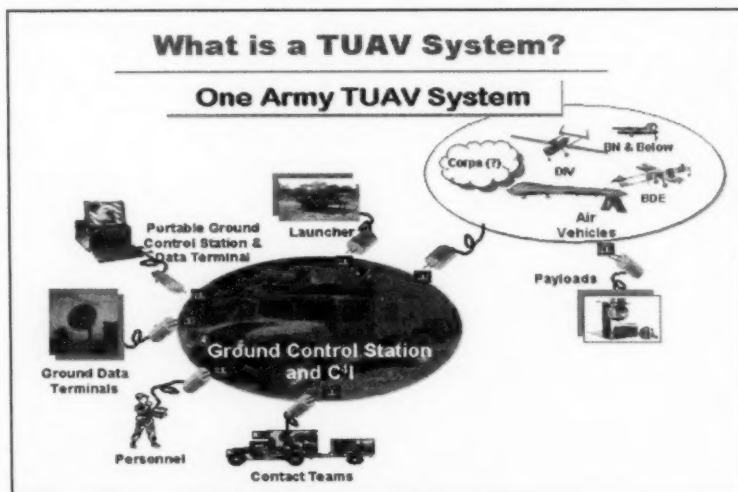 What is a TUAV System?
One Army TUAV System
Corps (?)
BN & Below
DIV
BDE
Air
Vehicles
Launcher
Portable Ground
Control Station &
Data Terminal
Payloads
Ground Control Station
and C⁴I
Ground Data
Terminals
Personnel
Contact Teams